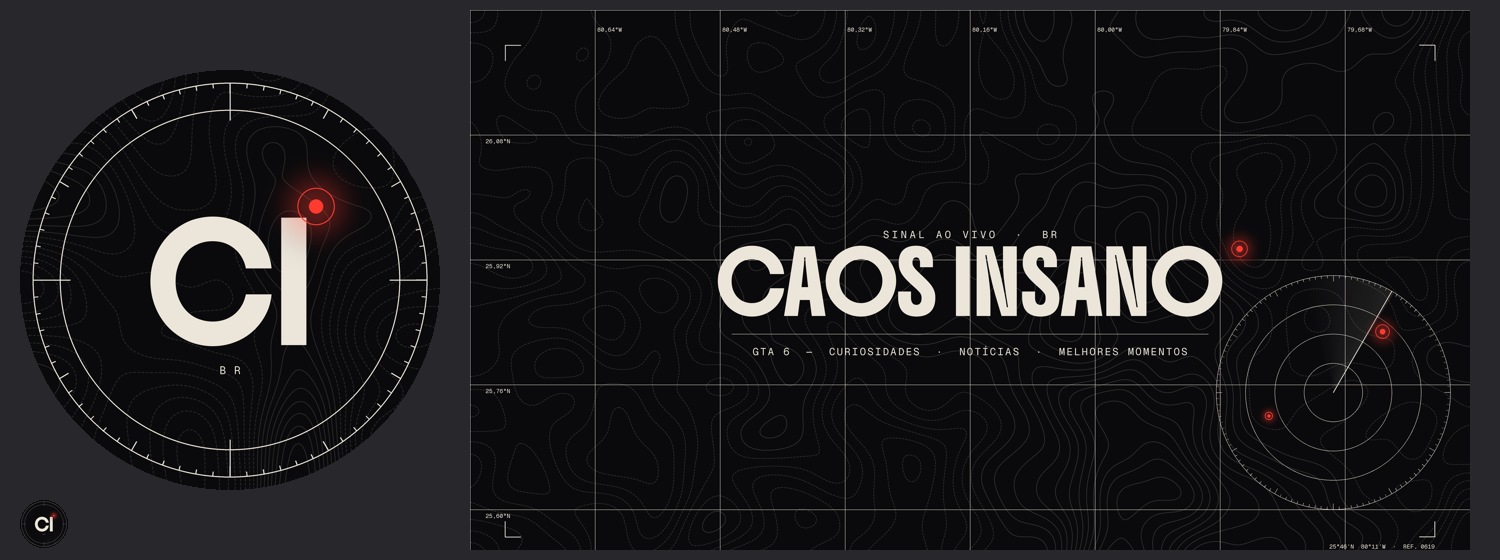 CI
BR
CI
80,64°W 80,48°W 80,32°W 80,16°W 80,00°W 79,84°W 79,68°W
26,08°N
SINAL AO VIVO · BR
25,92°N
CAOS INSANO
GTA 6 — CURIOSIDADES · NOTÍCIAS · MELHORES MOMENTOS
25,76°N
25,60°N
25°46'N 80°11'W · REF. 0619